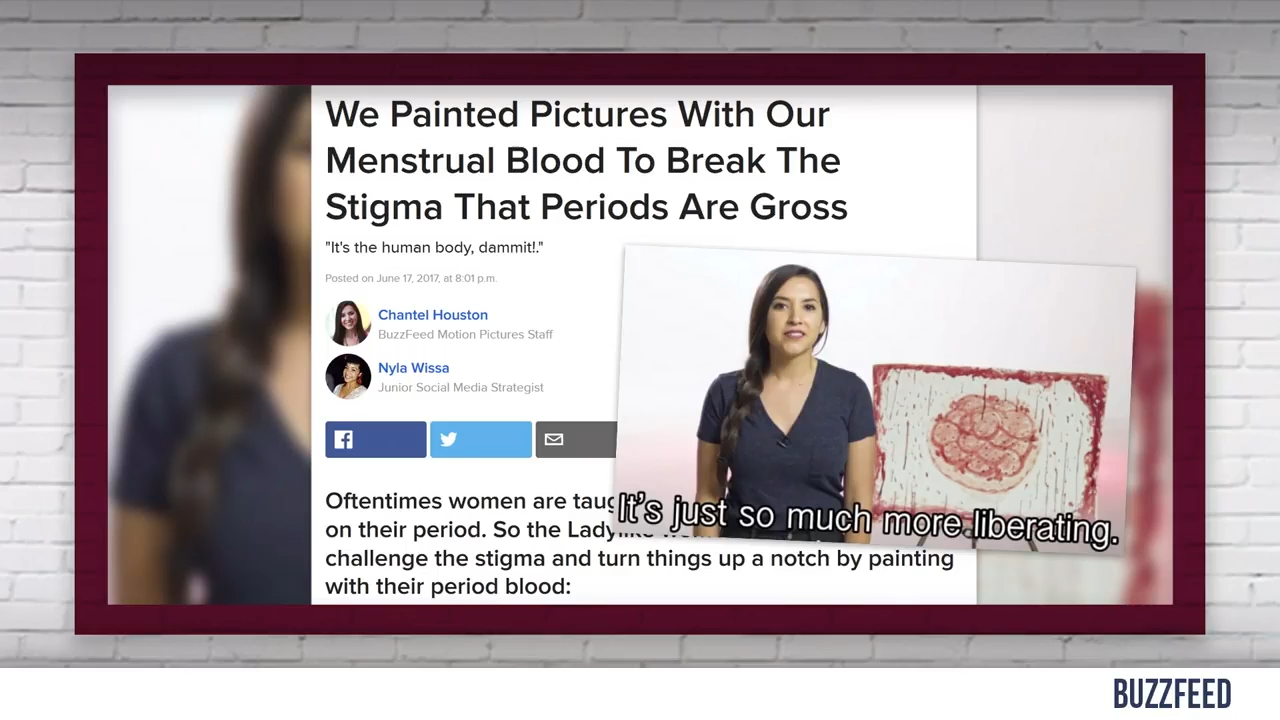 We Painted Pictures With Our
Menstrual Blood To Break The
Stigma That Periods Are Gross
"It's the human body, dammit!."
Posted on June 17, 2017, at 8:01 p.m.
Chantel Houston
BuzzFeed Motion Pictures Staff
Nyla Wissa
Junior Social Media Strategist
Oftentimes women are
on their period. So the
challenge the stigma and turn things up a notch by painting
with their period blood:
It's just so much more liberating.
BUZZFEED